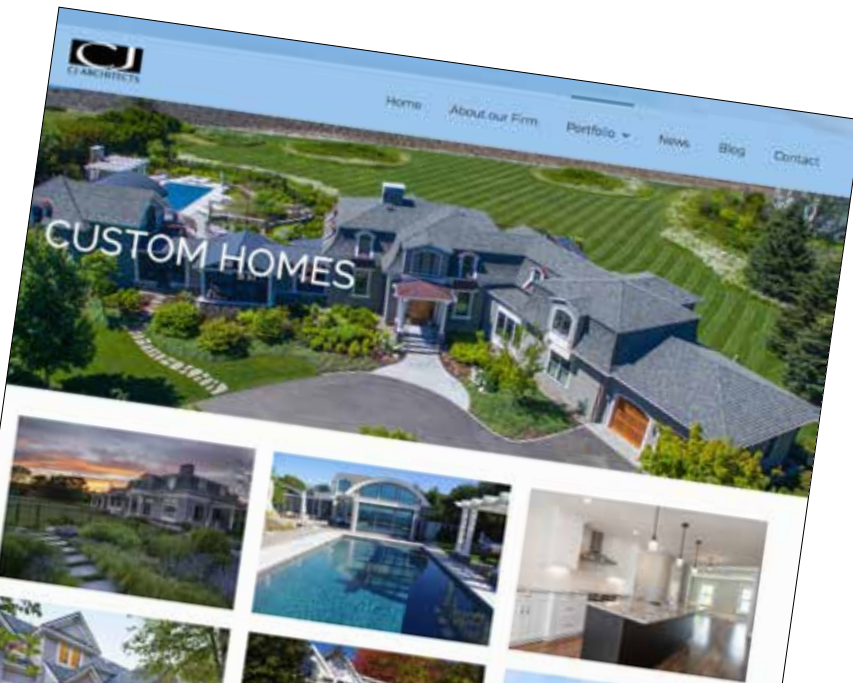 CJ
CJ ARCHITECTS
Home About our Firm Portfolio News Blog Contact
CUSTOM HOMES